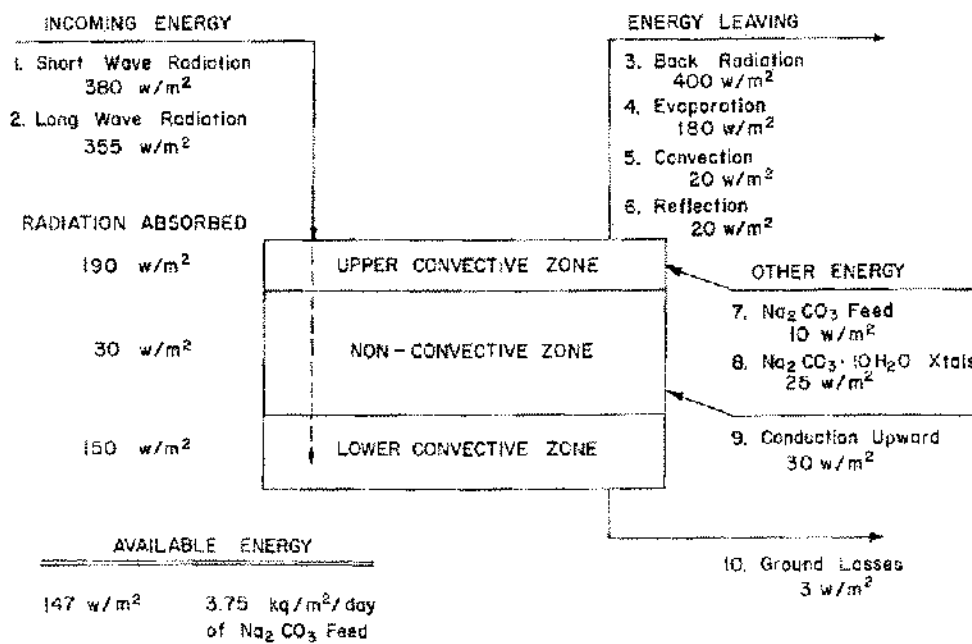 INCOMING ENERGY
1. Short Wave Radiation
380 w/m²
2. Long Wave Radiation
355 w/m²
RADIATION ABSORBED
190 w/m²
30 w/m²
150 w/m²
ENERGY LEAVING
3. Back Radiation
400 w/m²
4. Evaporation
180 w/m²
5. Convection
20 w/m²
6. Reflection
20 w/m²
UPPER CONVECTIVE ZONE
NON-CONVECTIVE ZONE
LOWER CONVECTIVE ZONE
OTHER ENERGY
7. Na₂CO₃ Feed
10 w/m²
8. Na₂CO₃·10H₂O Xtals
25 w/m²
9. Conduction Upward
30 w/m²
10. Ground Losses
3 w/m²
AVAILABLE ENERGY
147 w/m² 3.75 kg/m²/day
of Na₂CO₃ Feed